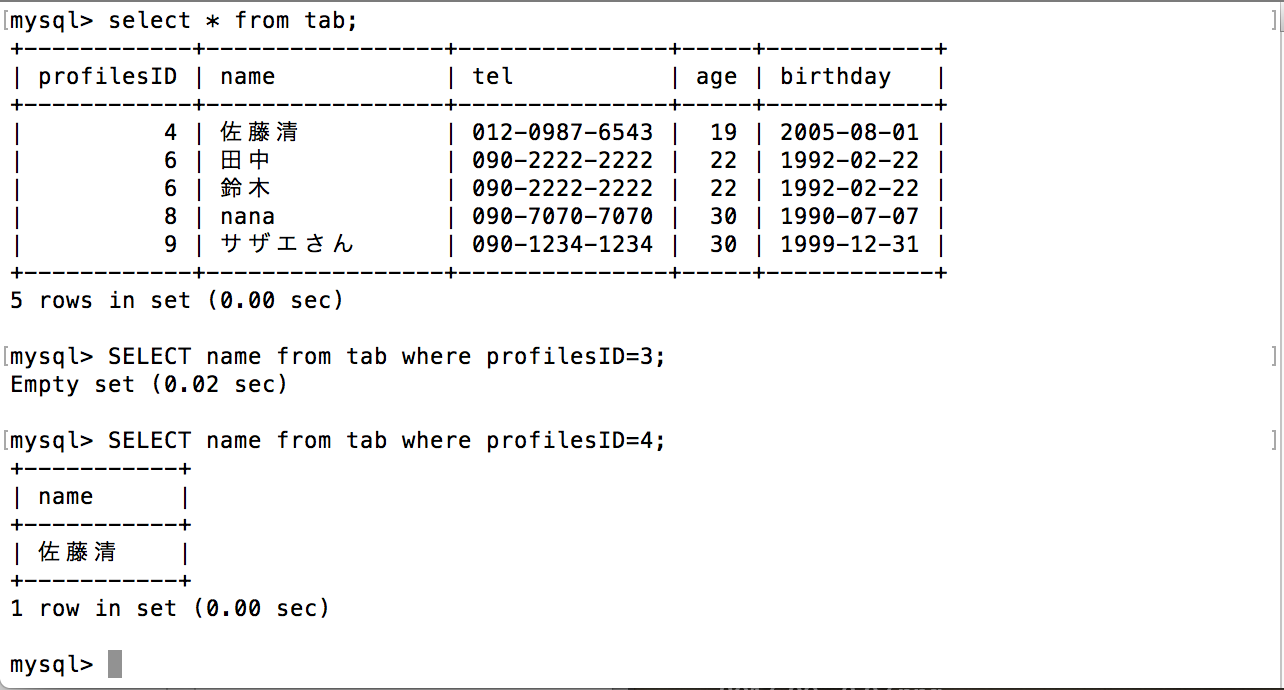 mysql> select * from tab;
+-------------+------------------+----------------+------+-------------+
| profilesID | name | tel | age | birthday |
+-------------+------------------+----------------+------+-------------+
| 4 | 佐藤清 | 012-0987-6543 | 19 | 2005-08-01 |
| 6 | 田中 | 090-2222-2222 | 22 | 1992-02-22 |
| 6 | 鈴木 | 090-2222-2222 | 22 | 1992-02-22 |
| 8 | nana | 090-7070-7070 | 30 | 1990-07-07 |
| 9 | サザエさん | 090-1234-1234 | 30 | 1999-12-31 |
+-------------+------------------+----------------+------+-------------+
5 rows in set (0.00 sec)
mysql> SELECT name from tab where profilesID=3;
Empty set (0.02 sec)
mysql> SELECT name from tab where profilesID=4;
+-----------+
| name |
+-----------+
| 佐藤清 |
+-----------+
1 row in set (0.00 sec)
mysql>